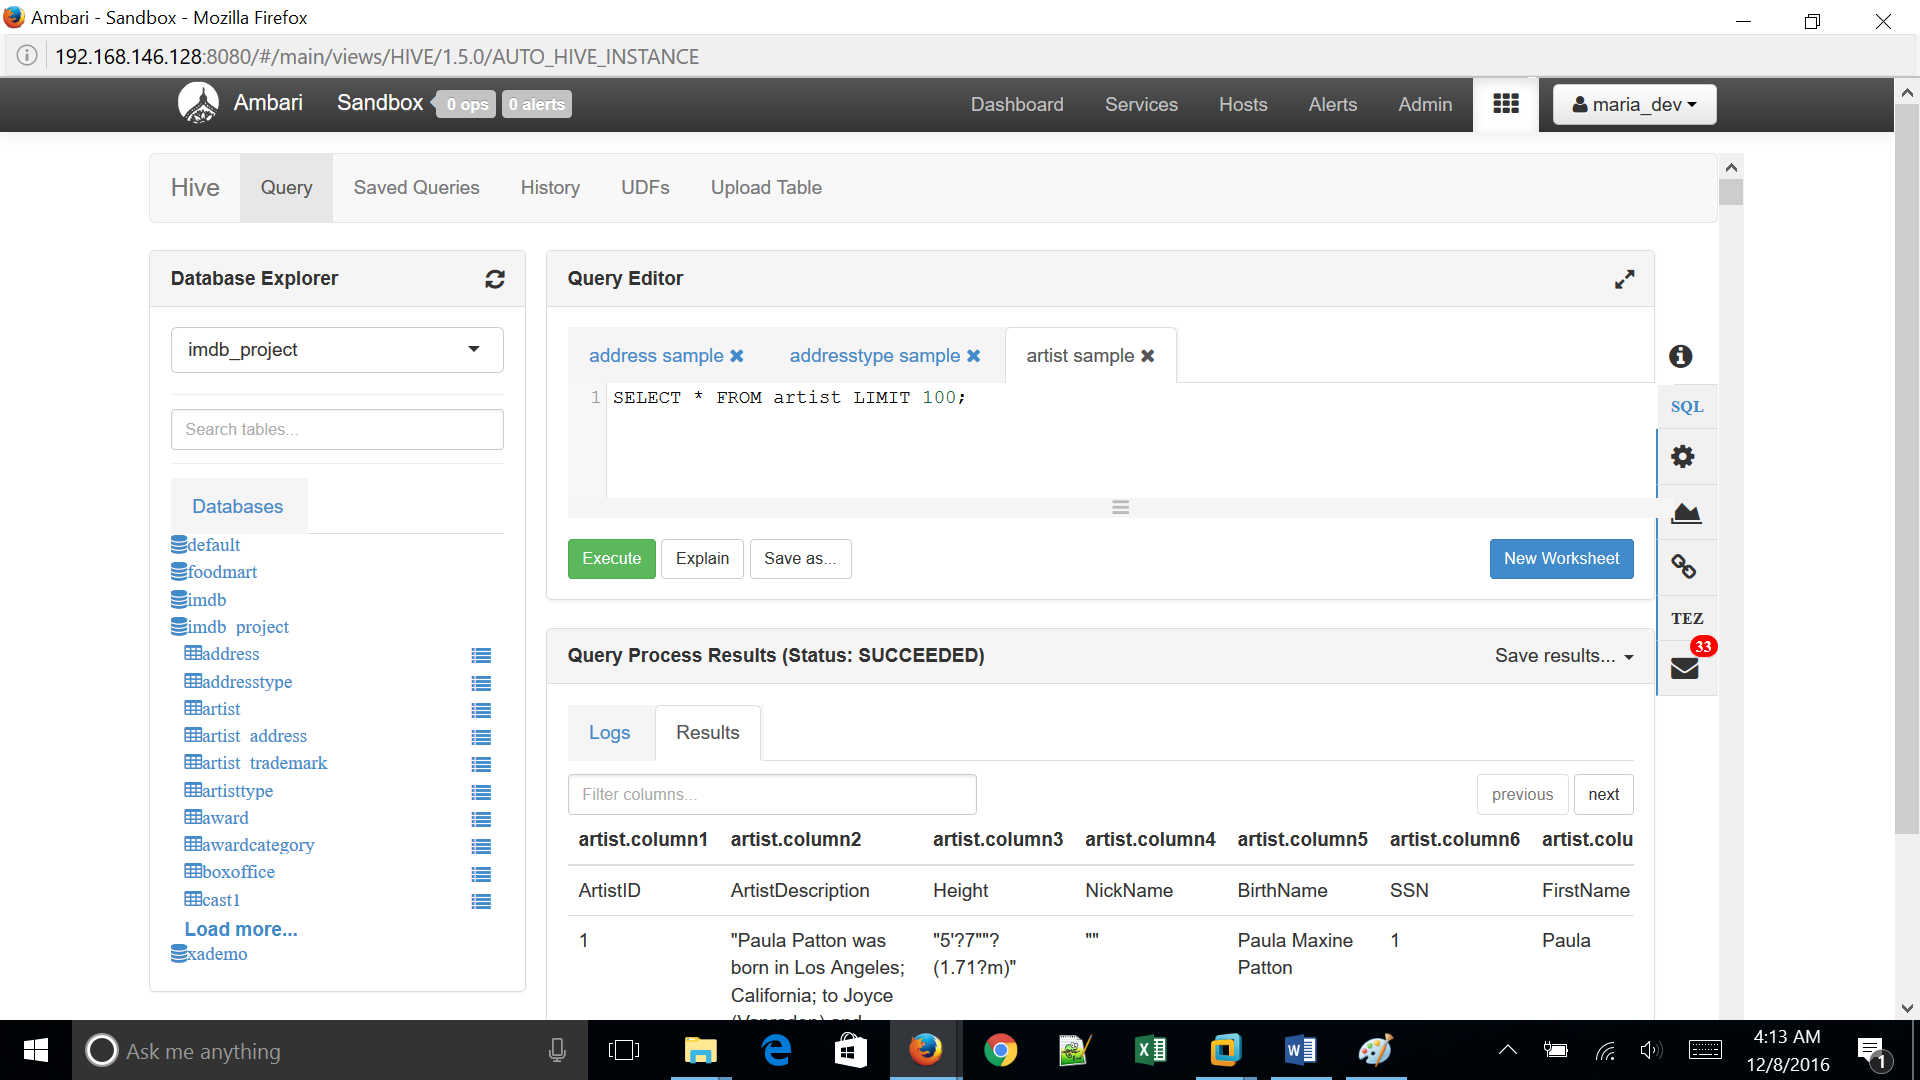 Ambari - Sandbox - Mozilla Firefox
192.168.146.128:8080/#/main/views/HIVE/1.5.0/AUTO_HIVE_INSTANCE
Ambari Sandbox 0 ops 0 alerts Dashboard Services Hosts Alerts Admin maria_dev
Hive Query Saved Queries History UDFs Upload Table
Database Explorer
imdb_project
Search tables...
Databases
default
foodmart
imdb
imdb_project
address
addresstype
artist
artist_address
artist_trademark
artisttype
award
awardcategory
boxoffice
cast1
Load more...
xademo
Query Editor
address sample addresstype sample artist sample
1 SELECT * FROM artist LIMIT 100;
Execute Explain Save as... New Worksheet
SQL
TEZ
33
Query Process Results (Status: SUCCEEDED) Save results...
Logs Results
Filter columns... previous next
artist.column1 artist.column2 artist.column3 artist.column4 artist.column5 artist.column6 artist.colu
ArtistID ArtistDescription Height NickName BirthName SSN FirstName
1 "Paula Patton was "5'?7""? "" Paula Maxine 1 Paula
born in Los Angeles; (1.71?m)" Patton
California; to Joyce
Ask me anything
4:13 AM
12/8/2016
1